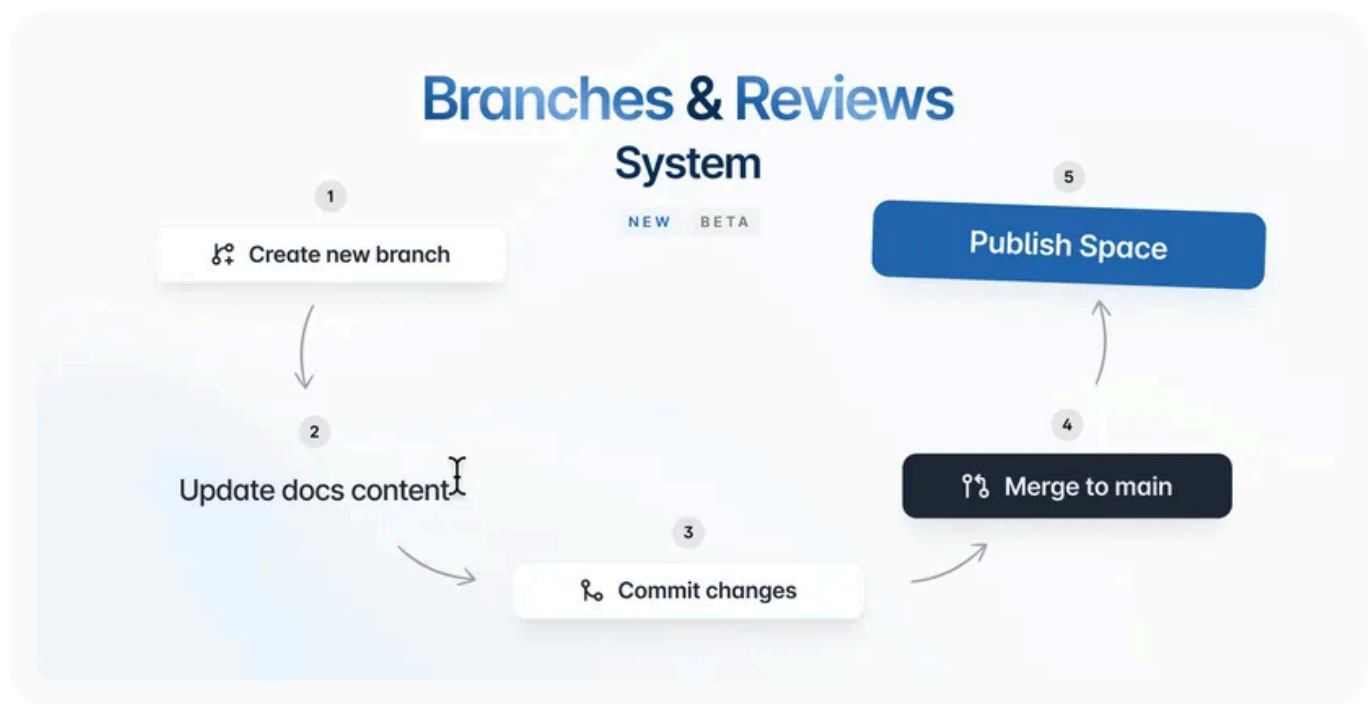 Branches & Reviews
System
NEW BETA
1
Create new branch
2
Update docs content
3
Commit changes
4
Merge to main
5
Publish Space